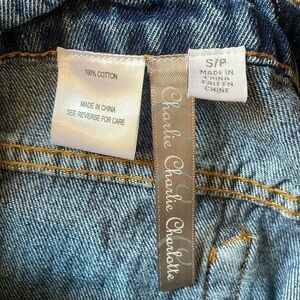 100% COTTON
MADE IN CHINA
SEE REVERSE FOR CARE
Charlie Charlie Charlotte
S/P
MADE IN
CHINA
FAIT EN
CHINE